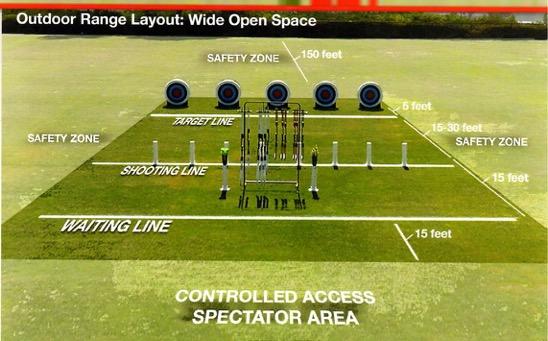 Outdoor Range Layout: Wide Open Space
SAFETY ZONE
150 feet
TARGET LINE
5 feet
15-30 feet
SAFETY ZONE
SAFETY ZONE
SHOOTING LINE
15 feet
WAITING LINE
15 feet
CONTROLLED ACCESS
SPECTATOR AREA